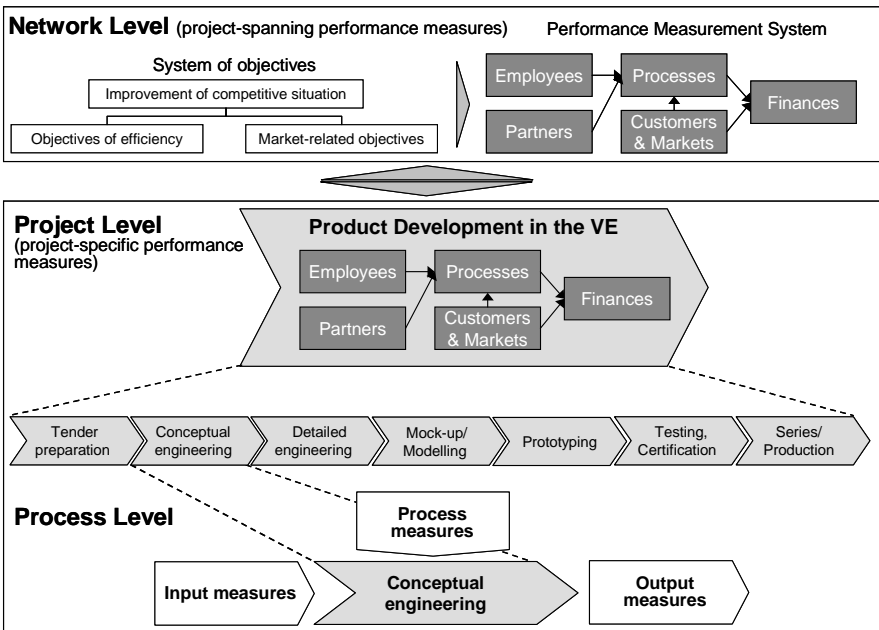 Network Level (project-spanning performance measures)
Performance Measurement System
System of objectives
Improvement of competitive situation
Objectives of efficiency
Market-related objectives
Employees
Processes
Finances
Partners
Customers
& Markets
Project Level
(project-specific performance
measures)
Product Development in the VE
Employees
Processes
Finances
Partners
Customers
& Markets
Tender
preparation
Conceptual
engineering
Detailed
engineering
Mock-up/
Modelling
Prototyping
Testing,
Certification
Series/
Production
Process Level
Process
measures
Input measures
Conceptual
engineering
Output
measures